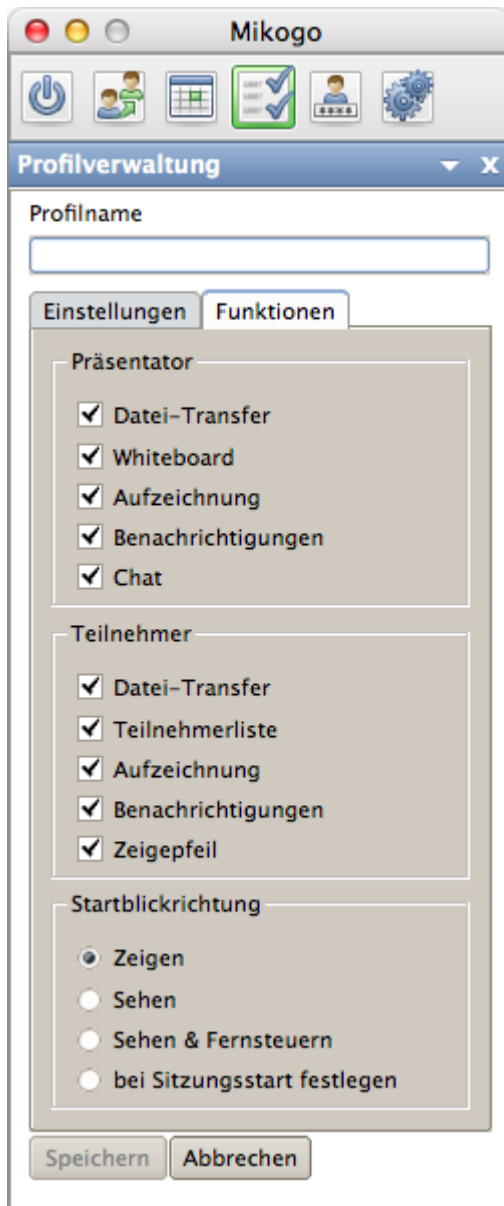 Mikogo
Profilverwaltung
Profilname
Einstellungen Funktionen
Präsentator
Datei-Transfer
Whiteboard
Aufzeichnung
Benachrichtigungen
Chat
Teilnehmer
Datei-Transfer
Teilnehmerliste
Aufzeichnung
Benachrichtigungen
Zeigepfeil
Startblickrichtung
Zeigen
Sehen
Sehen & Fernsteuern
bei Sitzungsstart festlegen
Speichern Abbrechen